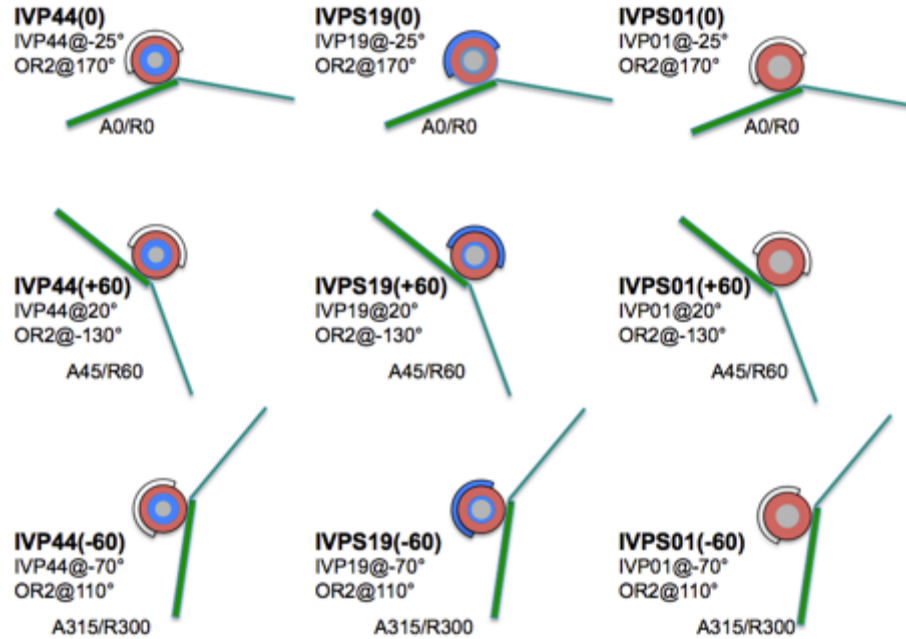 IVP44(0)
IVP44@-25°
OR2@170°
A0/R0
IVPS19(0)
IVP19@-25°
OR2@170°
A0/R0
IVPS01(0)
IVP01@-25°
OR2@170°
A0/R0
IVP44(+60)
IVP44@20°
OR2@-130°
A45/R60
IVPS19(+60)
IVP19@20°
OR2@-130°
A45/R60
IVPS01(+60)
IVP01@20°
OR2@-130°
A45/R60
IVP44(-60)
IVP44@-70°
OR2@110°
A315/R300
IVPS19(-60)
IVP19@-70°
OR2@110°
A315/R300
IVPS01(-60)
IVP01@-70°
OR2@110°
A315/R300